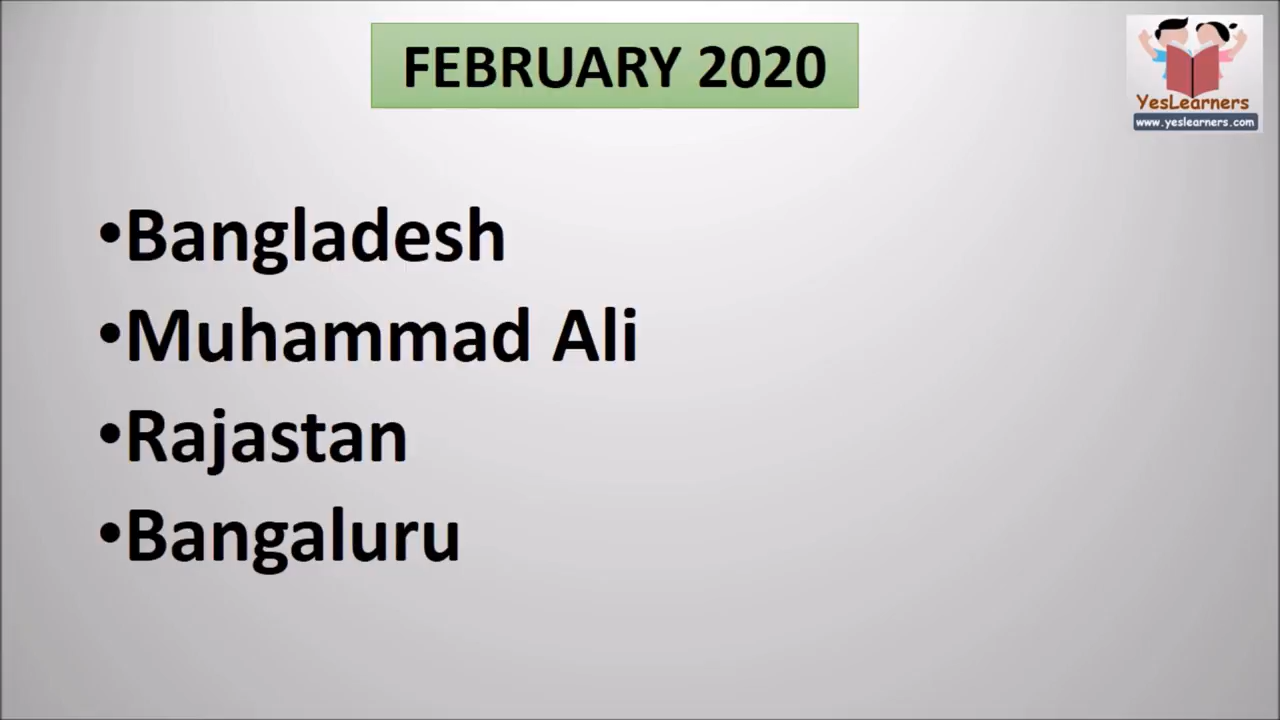 FEBRUARY 2020
YesLearners
www.yeslearners.com
•Bangladesh
•Muhammad Ali
•Rajastan
•Bangaluru